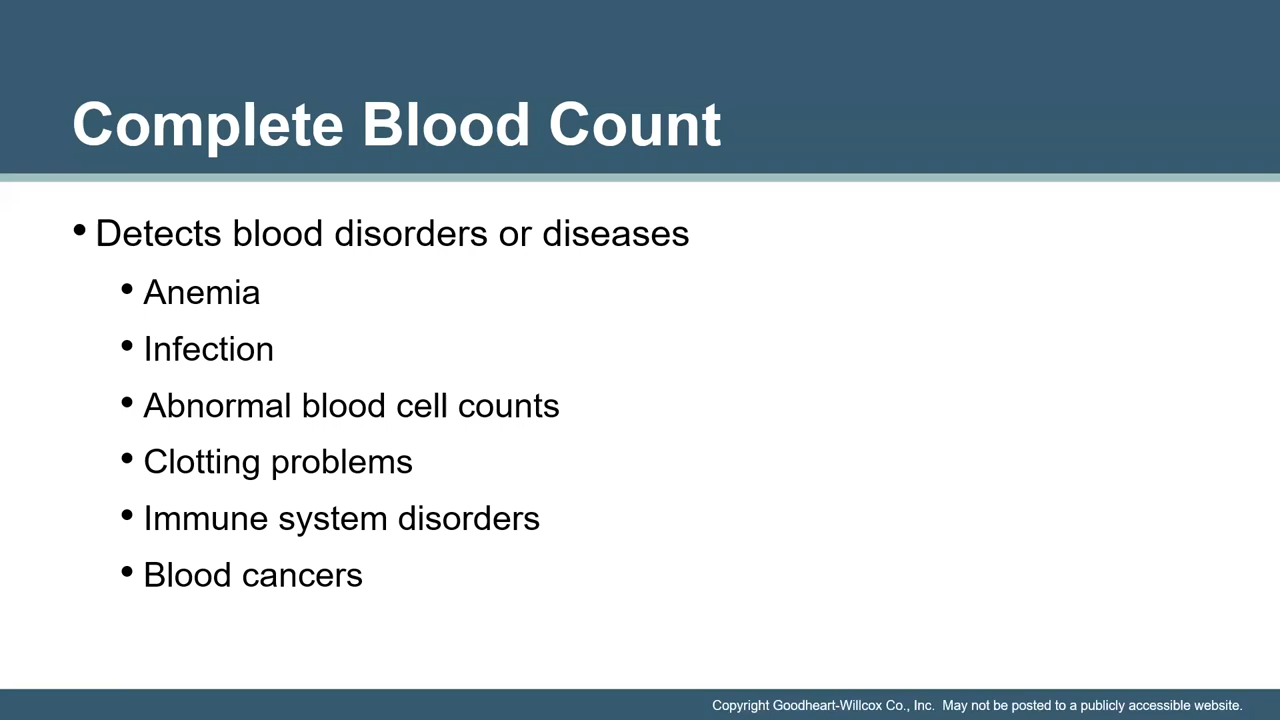 Complete Blood Count
• Detects blood disorders or diseases
• Anemia
• Infection
• Abnormal blood cell counts
• Clotting problems
• Immune system disorders
• Blood cancers
Copyright Goodheart-Willcox Co., Inc.  May not be posted to a publicly accessible website.